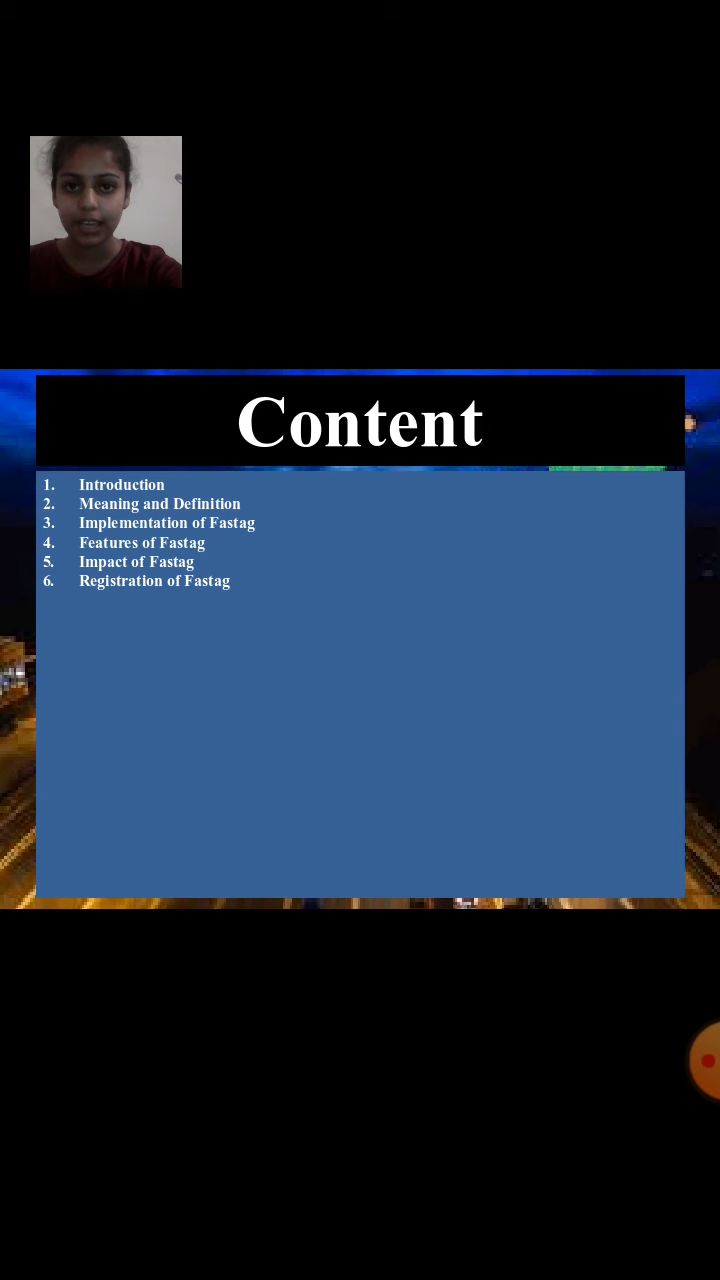 Content
1. Introduction
2. Meaning and Definition
3. Implementation of Fastag
4. Features of Fastag
5. Impact of Fastag
6. Registration of Fastag